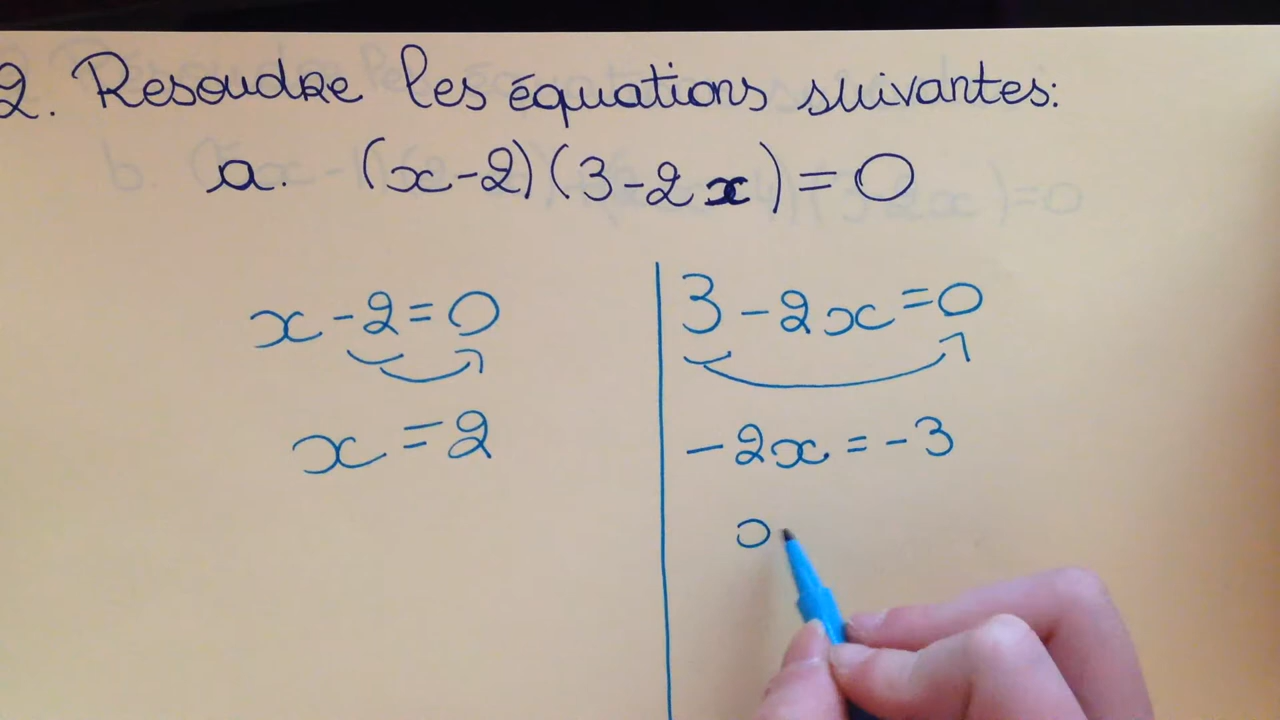 2. Resoudre les équations suivantes:
a. (x-2)(3-2x)=0
x-2=0
x=2
3-2x=0
-2x=-3